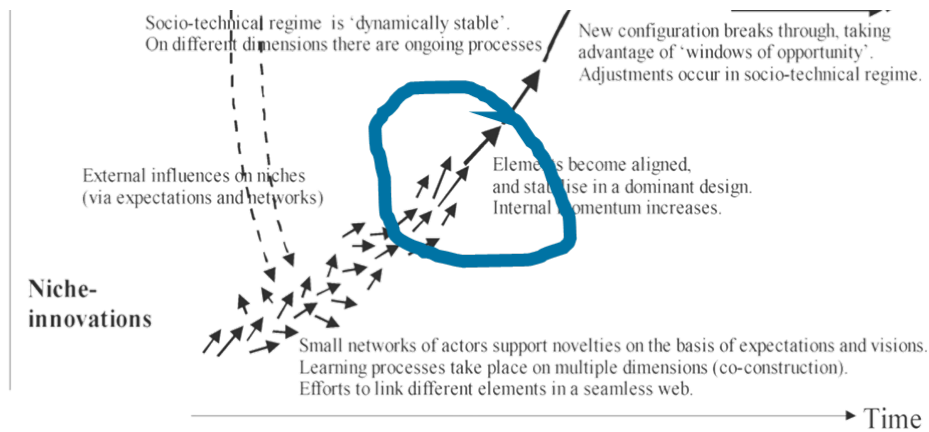 Socio-technical regime is ‘dynamically stable’.
On different dimensions there are ongoing processes
New configuration breaks through, taking
advantage of ‘windows of opportunity’.
Adjustments occur in socio-technical regime.
External influences on niches
(via expectations and networks)
Elements become aligned,
and stabilise in a dominant design.
Internal momentum increases.
Niche-
innovations
Small networks of actors support novelties on the basis of expectations and visions.
Learning processes take place on multiple dimensions (co-construction).
Efforts to link different elements in a seamless web.
Time